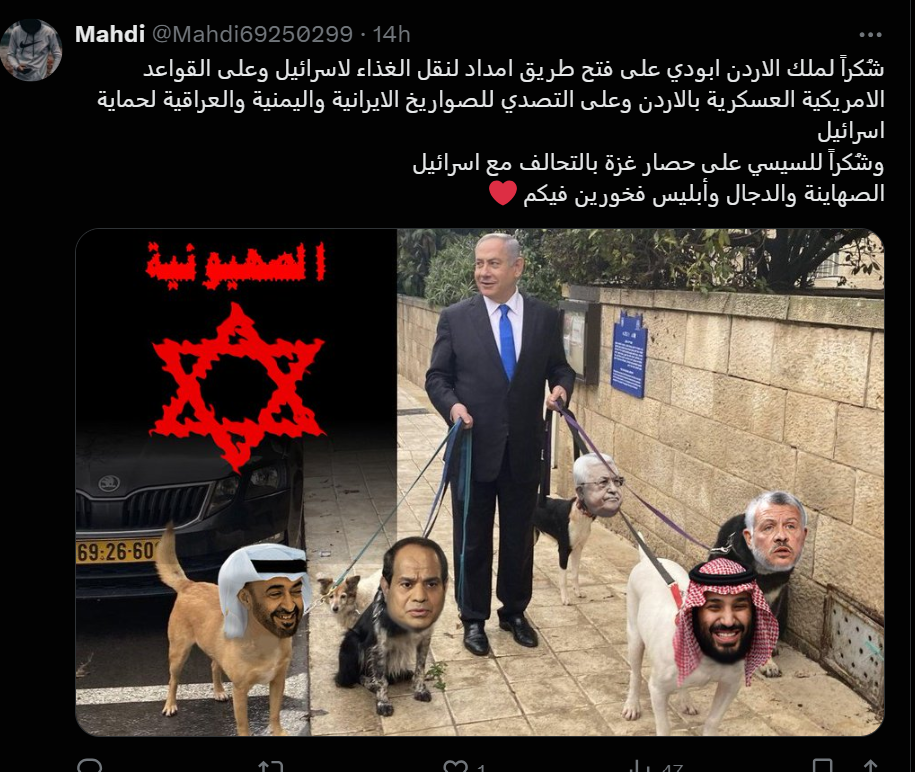 Mahdi @Mahdi69250299 · 14h
شكراً لملك الاردن ابودي على فتح طريق امداد لنقل الغذاء لاسرائيل وعلى القواعد
الامريكية العسكرية بالاردن وعلى التصدي للصواريخ الايرانية واليمنية والعراقية لحماية
اسرائيل
وشكراً للسيسي على حصار غزة بالتحالف مع اسرائيل
الصهاينة والدجال وأبليس فخورين فيكم ❤️
الصهيونية
69·26-60
1
47